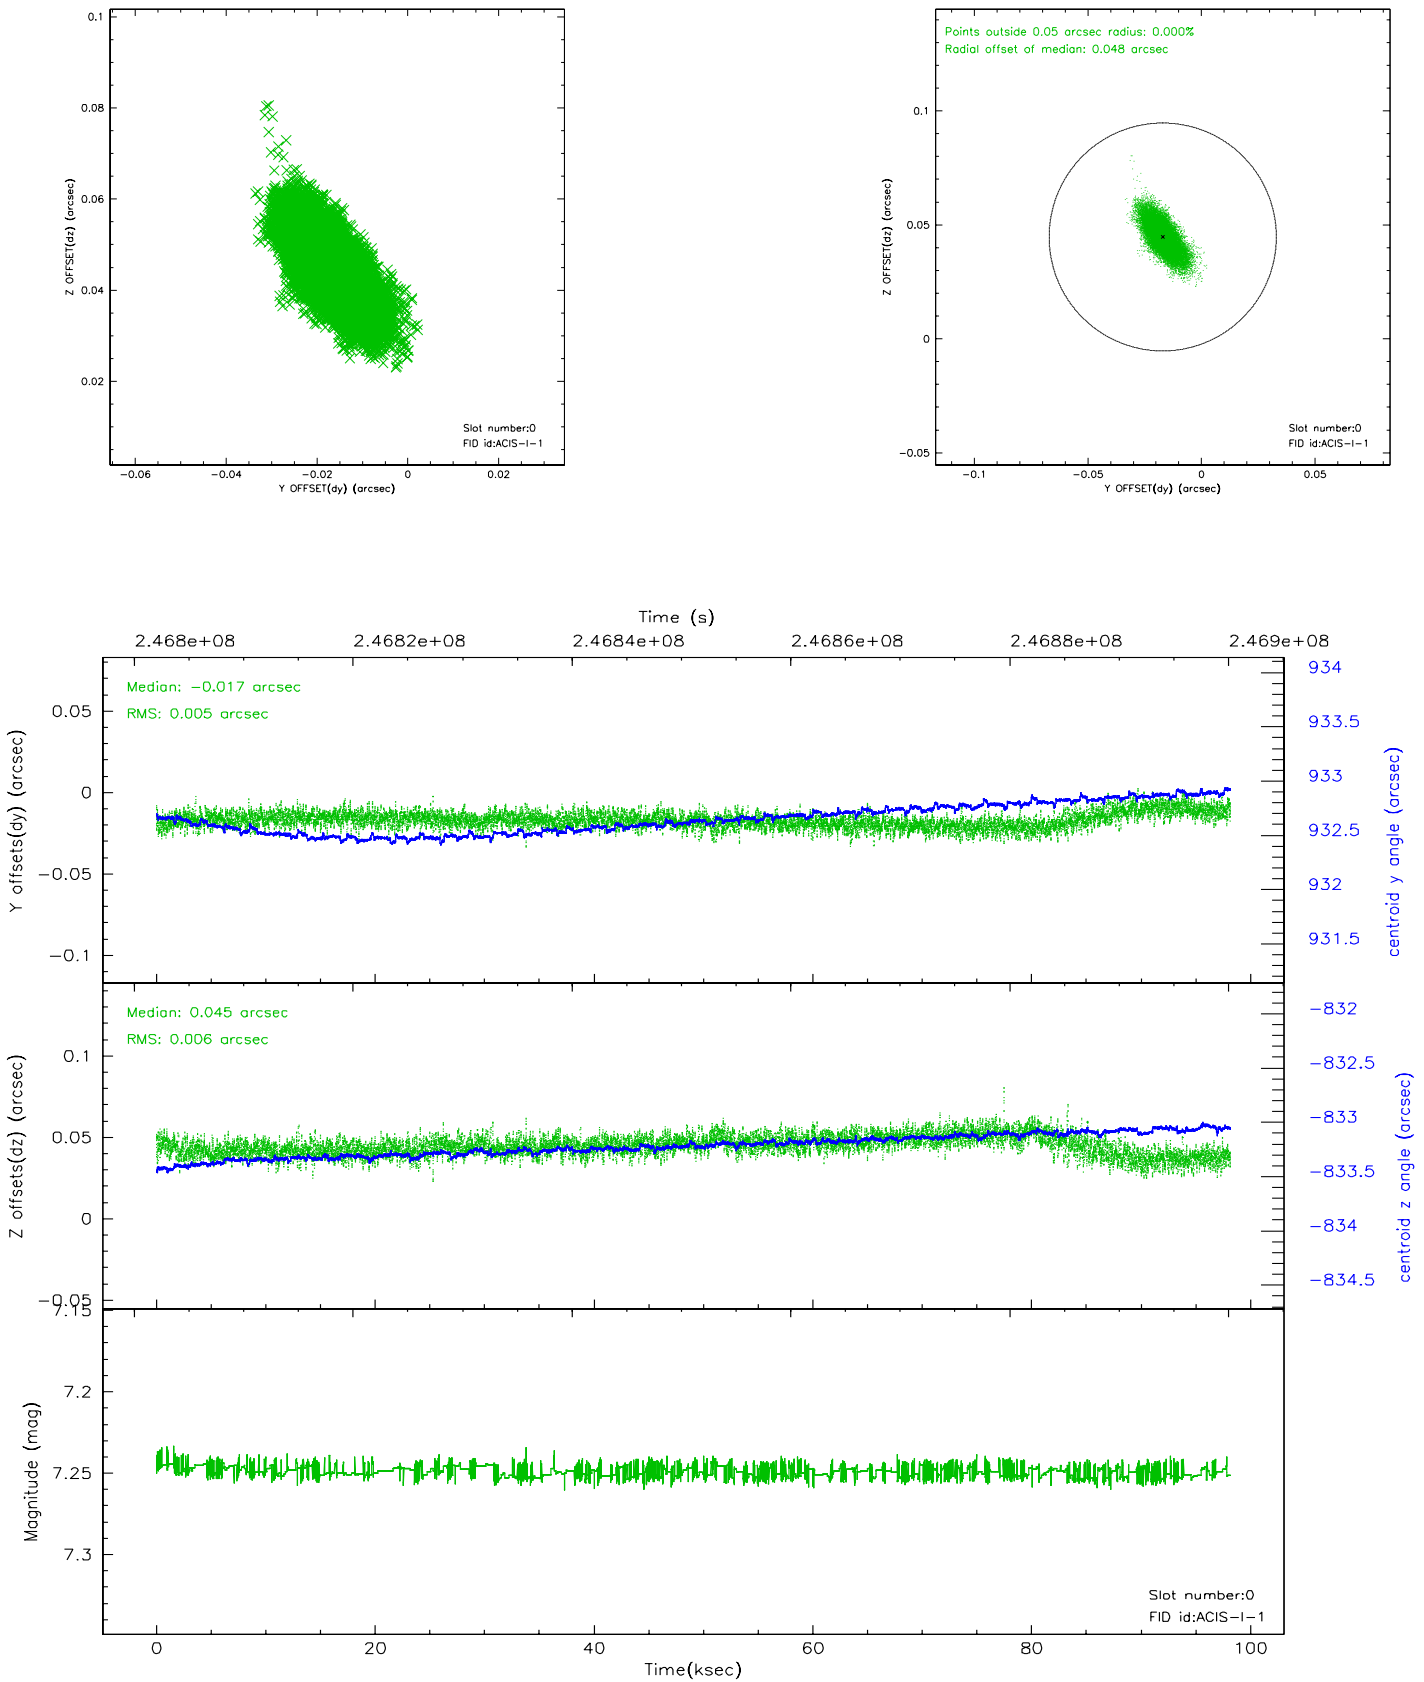 0.1
0.08
0.06
0.04
0.02
Z OFFSET(dz) (arcsec)
−0.06 −0.04 −0.02 0 0.02
Y OFFSET(dy) (arcsec)
Slot number:0
FID id:ACIS−I−1
Points outside 0.05 arcsec radius: 0.000%
Radial offset of median: 0.048 arcsec
0.1
0.05
0
−0.05
Z OFFSET(dz) (arcsec)
−0.1 −0.05 0 0.05
Y OFFSET(dy) (arcsec)
Slot number:0
FID id:ACIS−I−1
Time (s)
2.468e+08 2.4682e+08 2.4684e+08 2.4686e+08 2.4688e+08 2.469e+08
Median: −0.017 arcsec
RMS: 0.005 arcsec
0.05
0
−0.05
−0.1
Y offsets(dy) (arcsec)
934
933.5
933
932.5
932
931.5
centroid y angle (arcsec)
Median: 0.045 arcsec
RMS: 0.006 arcsec
0.1
0.05
0
−0.05
Z offsets(dz) (arcsec)
−832
−832.5
−833
−833.5
−834
−834.5
centroid z angle (arcsec)
7.15
7.2
7.25
7.3
Magnitude (mag)
Slot number:0
FID id:ACIS−I−1
0 20 40 60 80 100
Time(ksec)